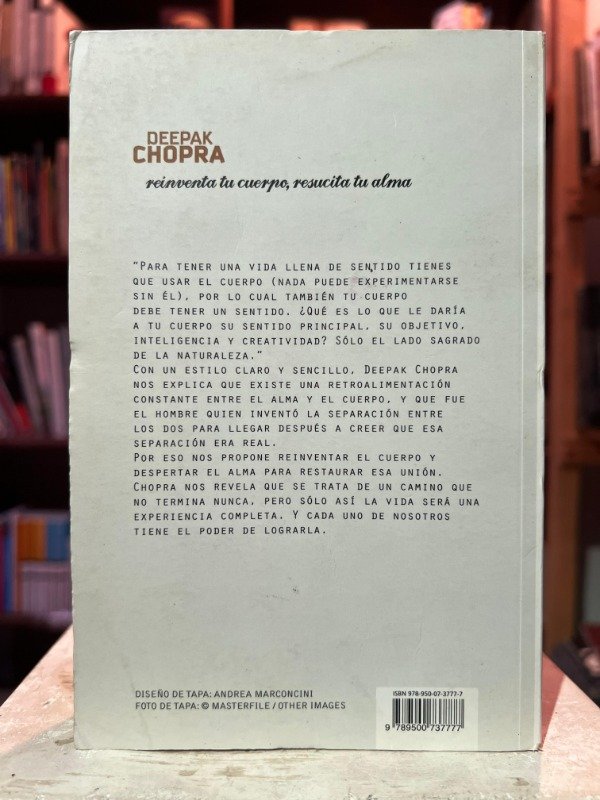 DEEPAK
CHOPRA
reinventa tu cuerpo, resucita tu alma
"PARA TENER UNA VIDA LLENA DE SENTIDO TIENES
QUE USAR EL CUERPO (NADA PUEDE EXPERIMENTARSE
SIN ÉL), POR LO CUAL TAMBIÉN TU CUERPO
DEBE TENER UN SENTIDO. ¿QUÉ ES LO QUE LE DARÍA
A TU CUERPO SU SENTIDO PRINCIPAL, SU OBJETIVO,
INTELIGENCIA Y CREATIVIDAD? SÓLO EL LADO SAGRADO
DE LA NATURALEZA."
CON UN ESTILO CLARO Y SENCILLO, DEEPAK CHOPRA
NOS EXPLICA QUE EXISTE UNA RETROALIMENTACIÓN
CONSTANTE ENTRE EL ALMA Y EL CUERPO, Y QUE FUE
EL HOMBRE QUIEN INVENTÓ LA SEPARACIÓN ENTRE
LOS DOS PARA LLEGAR DESPUÉS A CREER QUE ESA
SEPARACIÓN ERA REAL.
POR ESO NOS PROPONE REINVENTAR EL CUERPO Y
DESPERTAR EL ALMA PARA RESTAURAR ESA UNIÓN.
CHOPRA NOS REVELA QUE SE TRATA DE UN CAMINO QUE
NO TERMINA NUNCA, PERO SÓLO ASÍ LA VIDA SERÁ UNA
EXPERIENCIA COMPLETA. Y CADA UNO DE NOSOTROS
TIENE EL PODER DE LOGRARLA.
DISEÑO DE TAPA: ANDREA MARCONCINI
FOTO DE TAPA: © MASTERFILE / OTHER IMAGES
ISBN 978-950-07-3777-7
9 789500 737777